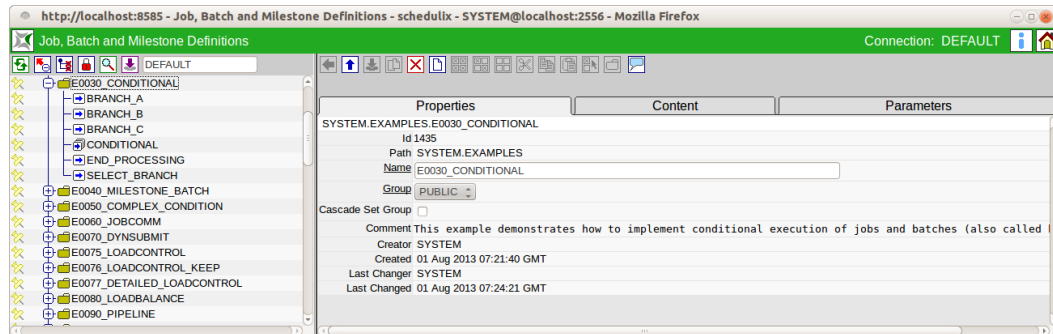 http://localhost:8585 - Job, Batch and Milestone Definitions - schedulix - SYSTEM@localhost:2556 - Mozilla Firefox
Job, Batch and Milestone Definitions
Connection: DEFAULT
DEFAULT
E0030_CONDITIONAL
BRANCH_A
BRANCH_B
BRANCH_C
CONDITIONAL
END_PROCESSING
SELECT_BRANCH
E0040_MILESTONE_BATCH
E0050_COMPLEX_CONDITION
E0060_JOBCOMM
E0070_DYNSUBMIT
E0075_LOADCONTROL
E0076_LOADCONTROL_KEEP
E0077_DETAILED_LOADCONTROL
E0080_LOADBALANCE
E0090_PIPELINE
Properties
Content
Parameters
SYSTEM.EXAMPLES.E0030_CONDITIONAL
Id 1435
Path SYSTEM.EXAMPLES
Name E0030_CONDITIONAL
Group PUBLIC
Cascade Set Group
Comment This example demonstrates how to implement conditional execution of jobs and batches (also called
Creator SYSTEM
Created 01 Aug 2013 07:21:40 GMT
Last Changer SYSTEM
Last Changed 01 Aug 2013 07:24:21 GMT